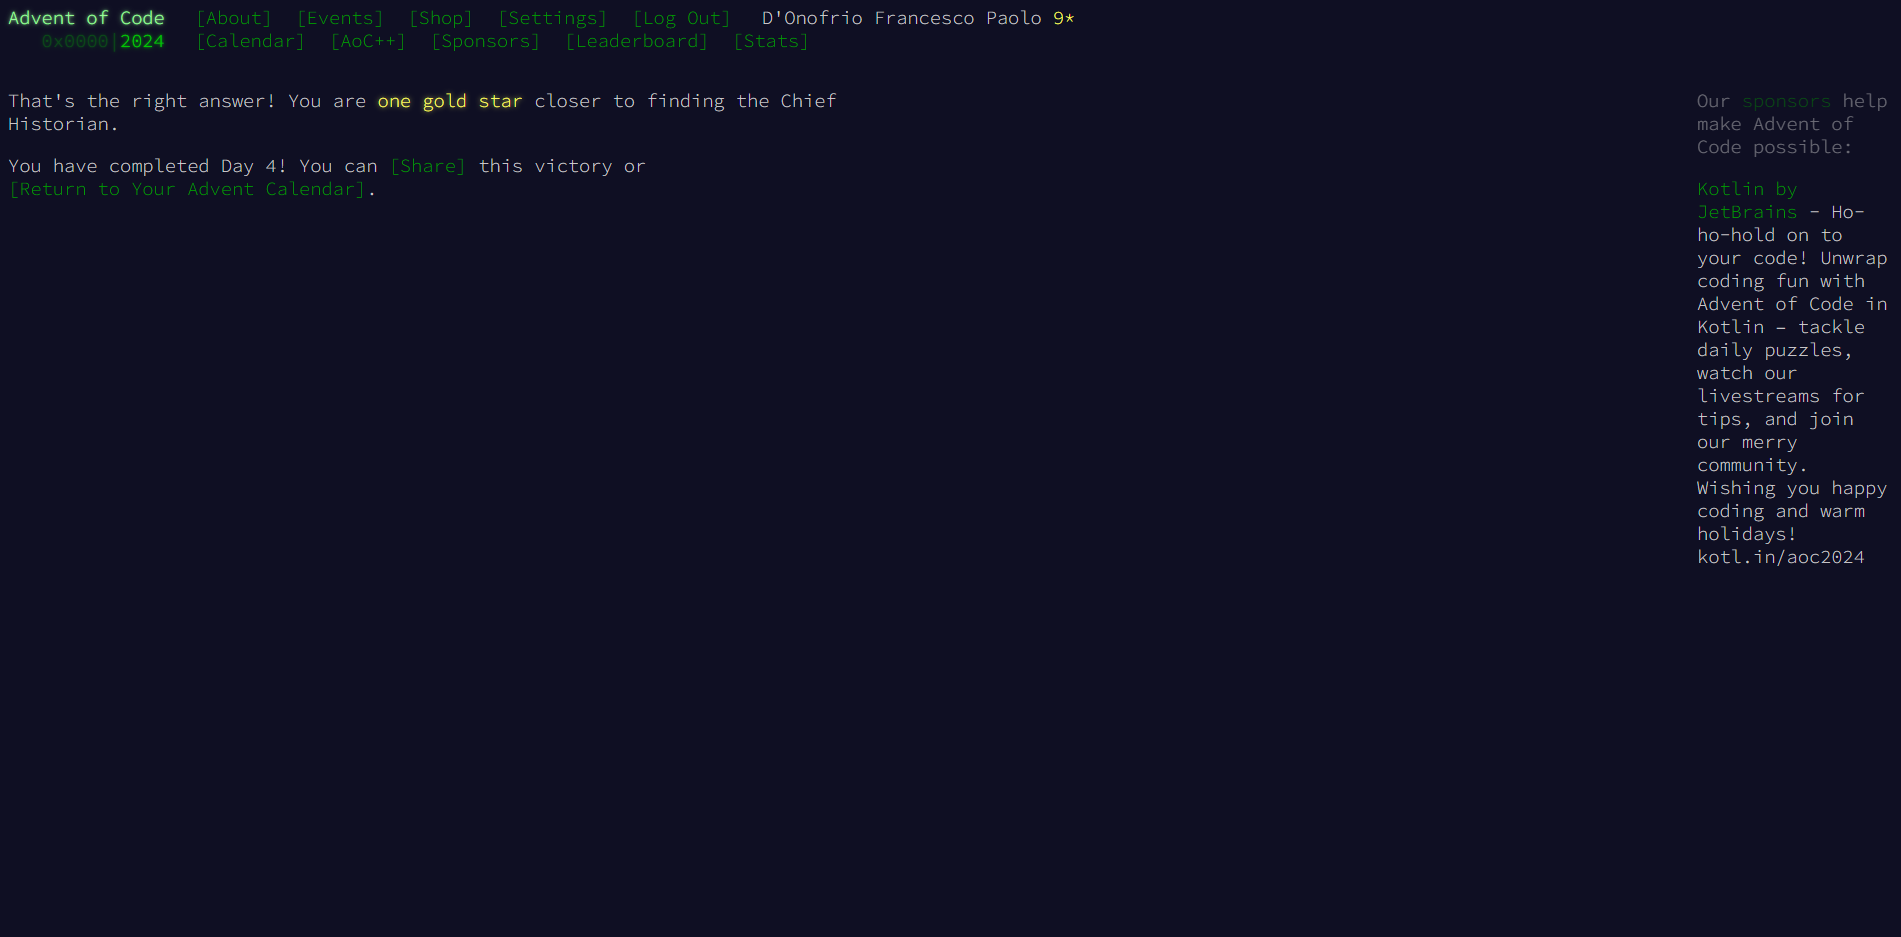 Advent of Code [About] [Events] [Shop] [Settings] [Log Out] D'Onofrio Francesco Paolo 9*
0x0000|2024 [Calendar] [AoC++] [Sponsors] [Leaderboard] [Stats]
That's the right answer! You are one gold star closer to finding the Chief
Historian.
You have completed Day 4! You can [Share] this victory or
[Return to Your Advent Calendar].
Our sponsors help
make Advent of
Code possible:
Kotlin by
JetBrains - Ho-
ho-hold on to
your code! Unwrap
coding fun with
Advent of Code in
Kotlin – tackle
daily puzzles,
watch our
livestreams for
tips, and join
our merry
community.
Wishing you happy
coding and warm
holidays!
kotl.in/aoc2024